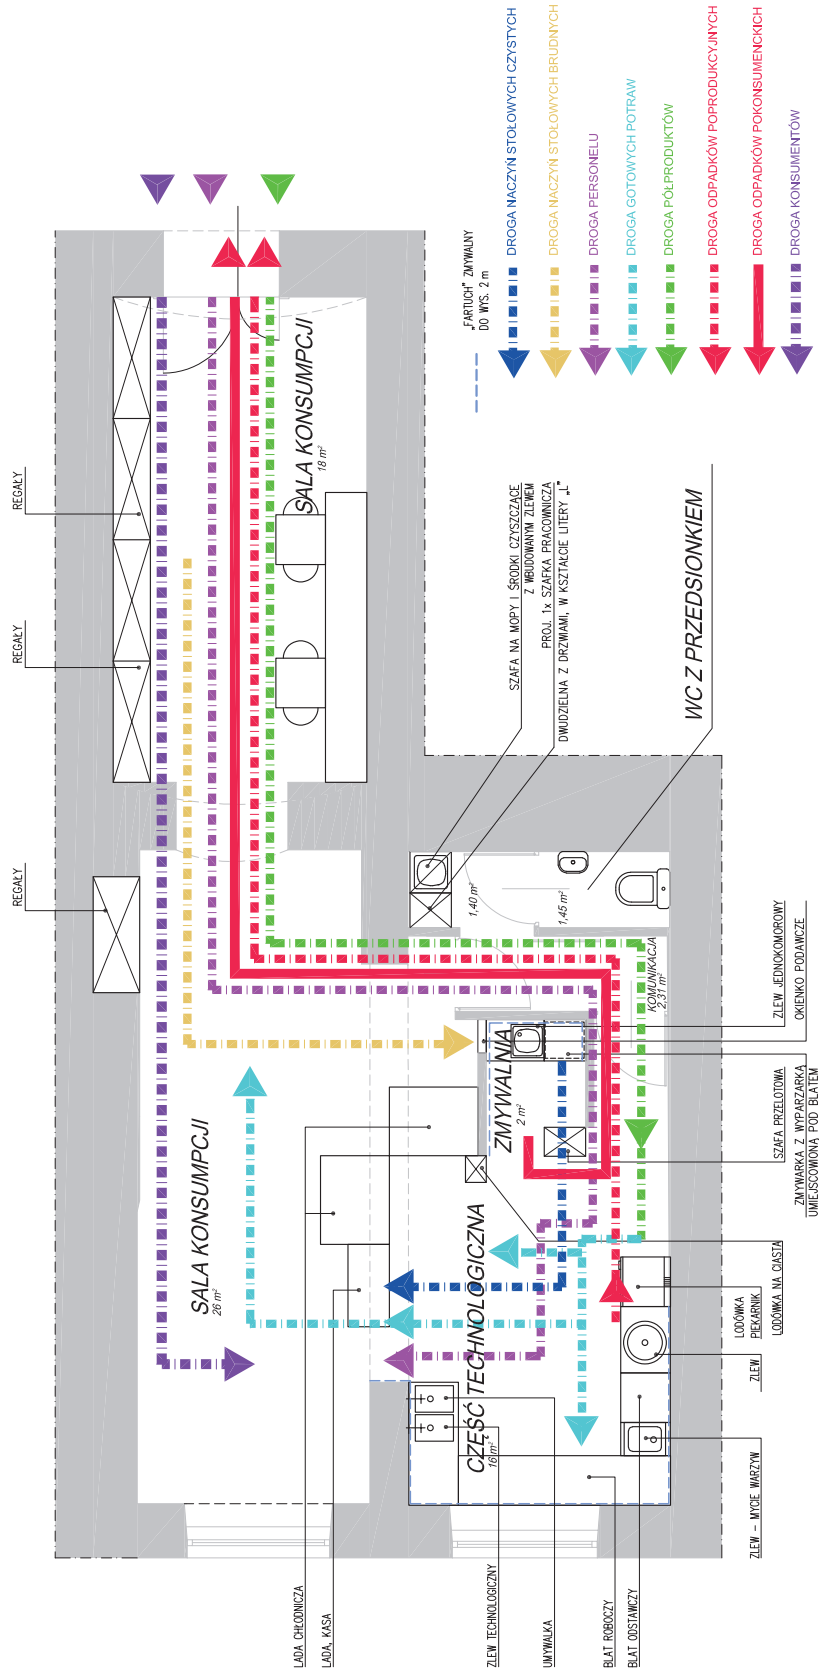 REGAŁY
REGAŁY
REGAŁY
SALA KONSUMPCJI
18 m²
SALA KONSUMPCJI
26 m²
ZMYWALNIA
2 m²
CZĘŚĆ TECHNOLOGICZNA
16 m²
KOMUNIKACJA
2,31 m²
1,40 m²
1,45 m²
WC Z PRZEDSIONKIEM
SZAFA NA MOPY I ŚRODKI CZYSZCZĄCE
Z WBUDOWANYM ZLEWEM
PROJ. 1x SZAFKA PRACOWNICZA
DWUDZIELNA Z DRZWIAMI, W KSZTAŁCIE LITERY „L"
„FARTUCH" ZMYWALNY
DO WYS. 2 m
DROGA NACZYŃ STOŁOWYCH CZYSTYCH
DROGA NACZYŃ STOŁOWYCH BRUDNYCH
DROGA PERSONELU
DROGA GOTOWYCH POTRAW
DROGA PÓŁPRODUKTÓW
DROGA ODPADKÓW POPRODUKCYJNYCH
DROGA ODPADKÓW POKONSUMENCKICH
DROGA KONSUMENTÓW
LADA CHŁODNICZA
LADA, KASA
ZLEW TECHNOLOGICZNY
UMYWALKA
BLAT ROBOCZY
BLAT ODSTAWCZY
ZLEW – MYCIE WARZYW
ZLEW
LODÓWKA
PIEKARNIK
LODÓWKA NA CIASTA
SZAFA PRZELOTOWA
ZMYWARKA Z WYPARZARKĄ
UMIEJSCOWIONA POD BLATEM
ZLEW JEDNOKOMOROWY
OKIENKO PODAWCZE